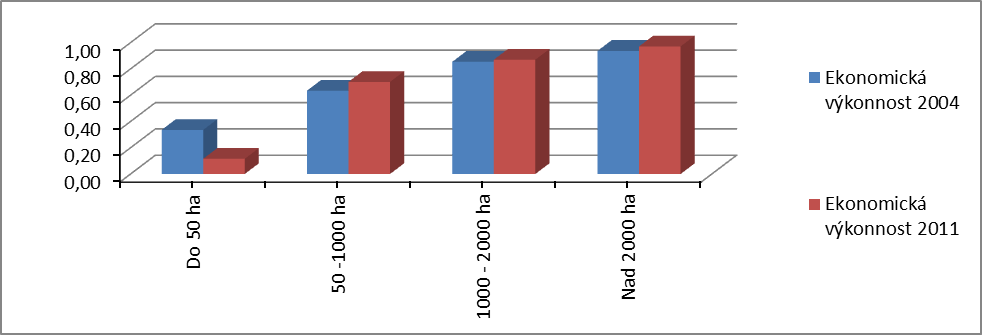 1,00
0,80
0,60
0,40
0,20
0,00
Do 50 ha
50 -1000 ha
1000 - 2000 ha
Nad 2000 ha
Ekonomická
výkonnost 2004
Ekonomická
výkonnost 2011